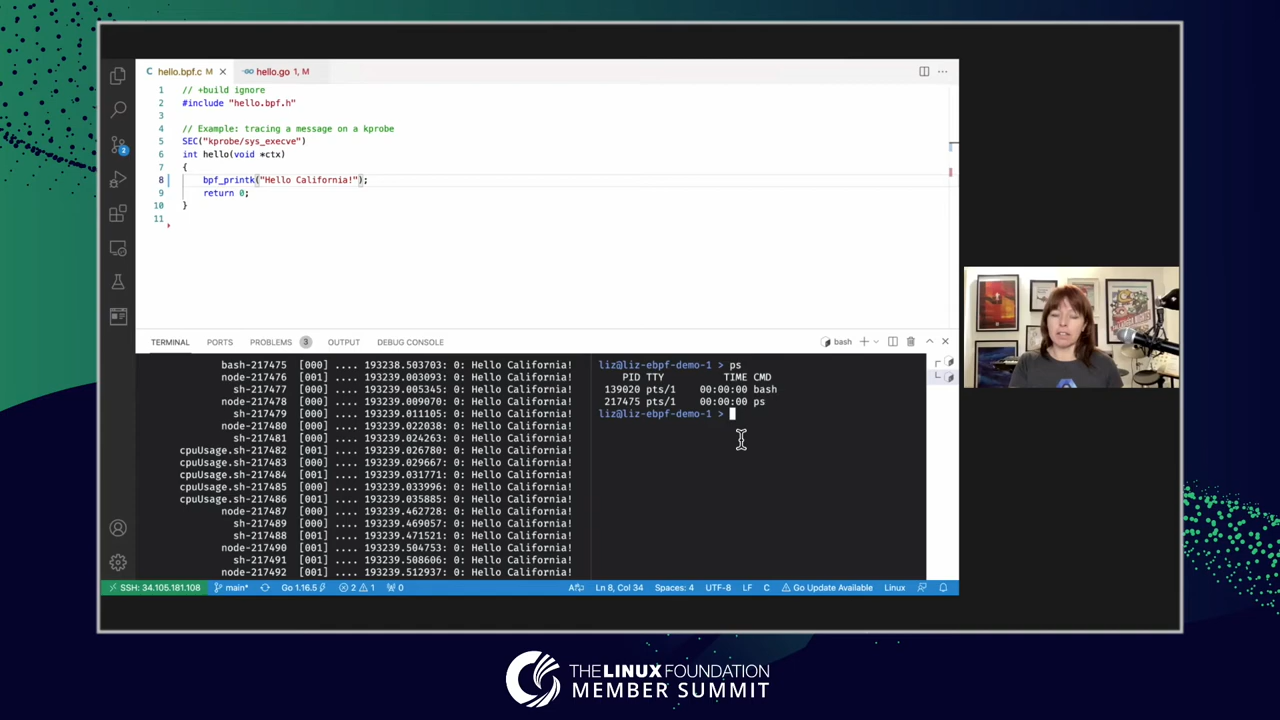 hello.bpf.c M
hello.go 1, M
1 // +build ignore
2 #include "hello.bpf.h"
3
4 // Example: tracing a message on a kprobe
5 SEC("kprobe/sys_execve")
6 int hello(void *ctx)
7 {
8 bpf_printk("Hello California!");
9 return 0;
10 }
11
2
TERMINAL PORTS PROBLEMS 3 OUTPUT DEBUG CONSOLE
bash
bash-217475 [000] .... 193238.503703: 0: Hello California!
node-217476 [001] .... 193239.003992: 0: Hello California!
sh-217477 [000] .... 193239.005345: 0: Hello California!
node-217478 [001] .... 193239.009070: 0: Hello California!
sh-217479 [000] .... 193239.011105: 0: Hello California!
node-217480 [001] .... 193239.022038: 0: Hello California!
sh-217481 [000] .... 193239.024263: 0: Hello California!
cpuUsage.sh-217482 [001] .... 193239.026780: 0: Hello California!
cpuUsage.sh-217483 [000] .... 193239.029667: 0: Hello California!
cpuUsage.sh-217484 [001] .... 193239.031771: 0: Hello California!
cpuUsage.sh-217485 [000] .... 193239.033996: 0: Hello California!
cpuUsage.sh-217486 [001] .... 193239.035885: 0: Hello California!
node-217487 [000] .... 193239.462728: 0: Hello California!
sh-217489 [000] .... 193239.469057: 0: Hello California!
sh-217488 [001] .... 193239.471521: 0: Hello California!
node-217490 [001] .... 193239.504753: 0: Hello California!
sh-217491 [000] .... 193239.508606: 0: Hello California!
node-217492 [001] .... 193239.512937: 0: Hello California!
liz@liz-ebpf-demo-1 > ps
PID TTY TIME CMD
139020 pts/1 00:00:00 bash
217475 pts/1 00:00:00 ps
liz@liz-ebpf-demo-1 >
SSH: 34.105.181.108 main* Go 1.16.5 2 1 0 Ln 8, Col 34 Spaces: 4 UTF-8 LF C Go Update Available Linux
THE LINUX FOUNDATION
MEMBER SUMMIT